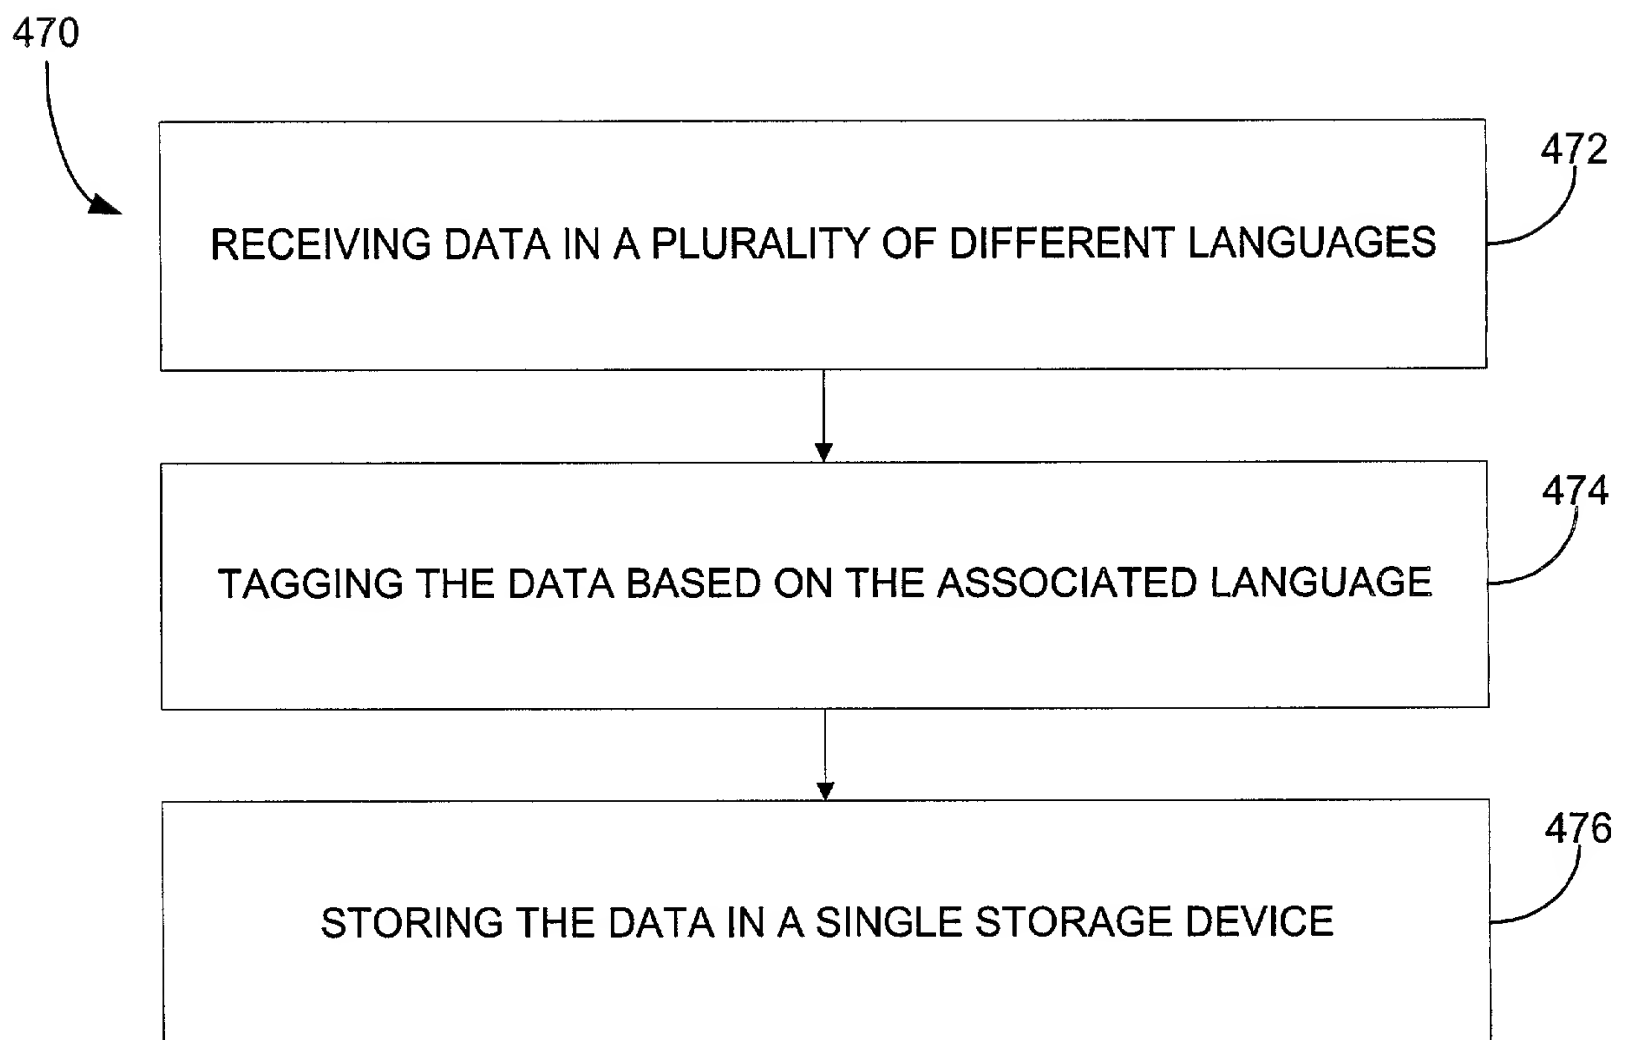 470
472
RECEIVING DATA IN A PLURALITY OF DIFFERENT LANGUAGES
474
TAGGING THE DATA BASED ON THE ASSOCIATED LANGUAGE
476
STORING THE DATA IN A SINGLE STORAGE DEVICE